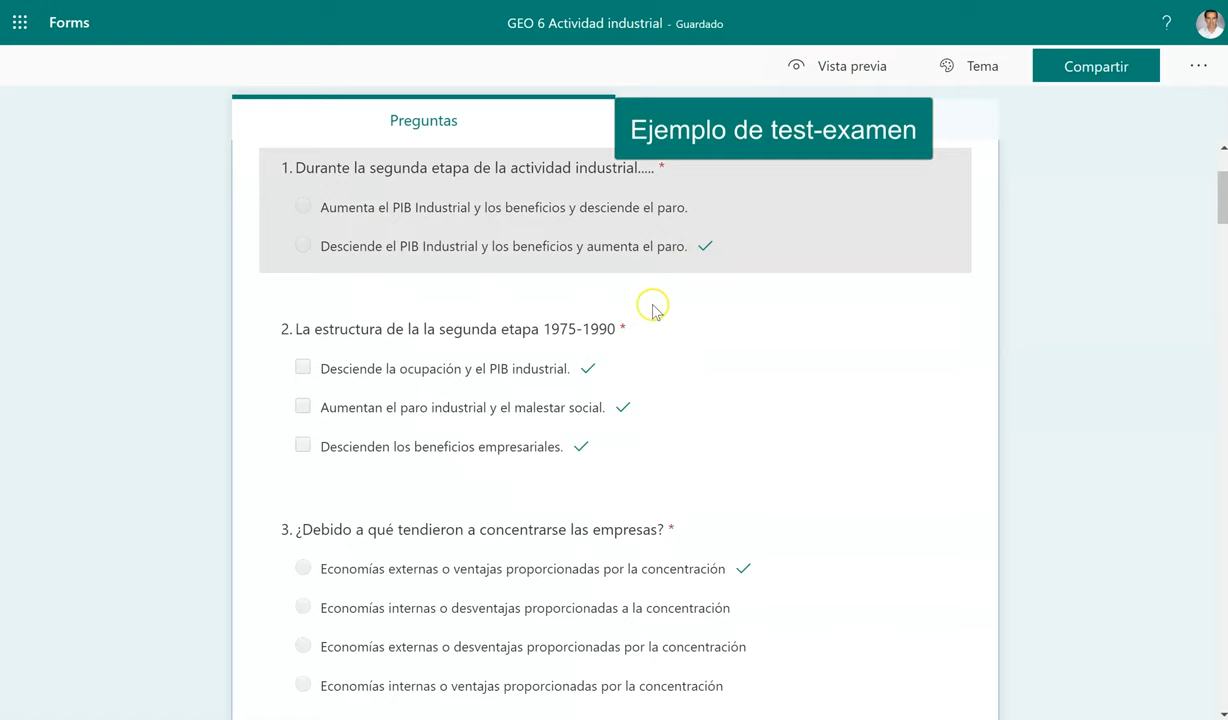 Forms
GEO 6 Actividad industrial - Guardado
?
Vista previa
Tema
Compartir
Preguntas
Ejemplo de test-examen
1. Durante la segunda etapa de la actividad industrial..... *
Aumenta el PIB Industrial y los beneficios y desciende el paro.
Desciende el PIB Industrial y los beneficios y aumenta el paro.
2. La estructura de la la segunda etapa 1975-1990 *
Desciende la ocupación y el PIB industrial.
Aumentan el paro industrial y el malestar social.
Descienden los beneficios empresariales.
3. ¿Debido a qué tendieron a concentrarse las empresas? *
Economías externas o ventajas proporcionadas por la concentración
Economías internas o desventajas proporcionadas a la concentración
Economías externas o desventajas proporcionadas por la concentración
Economías internas o ventajas proporcionadas por la concentración